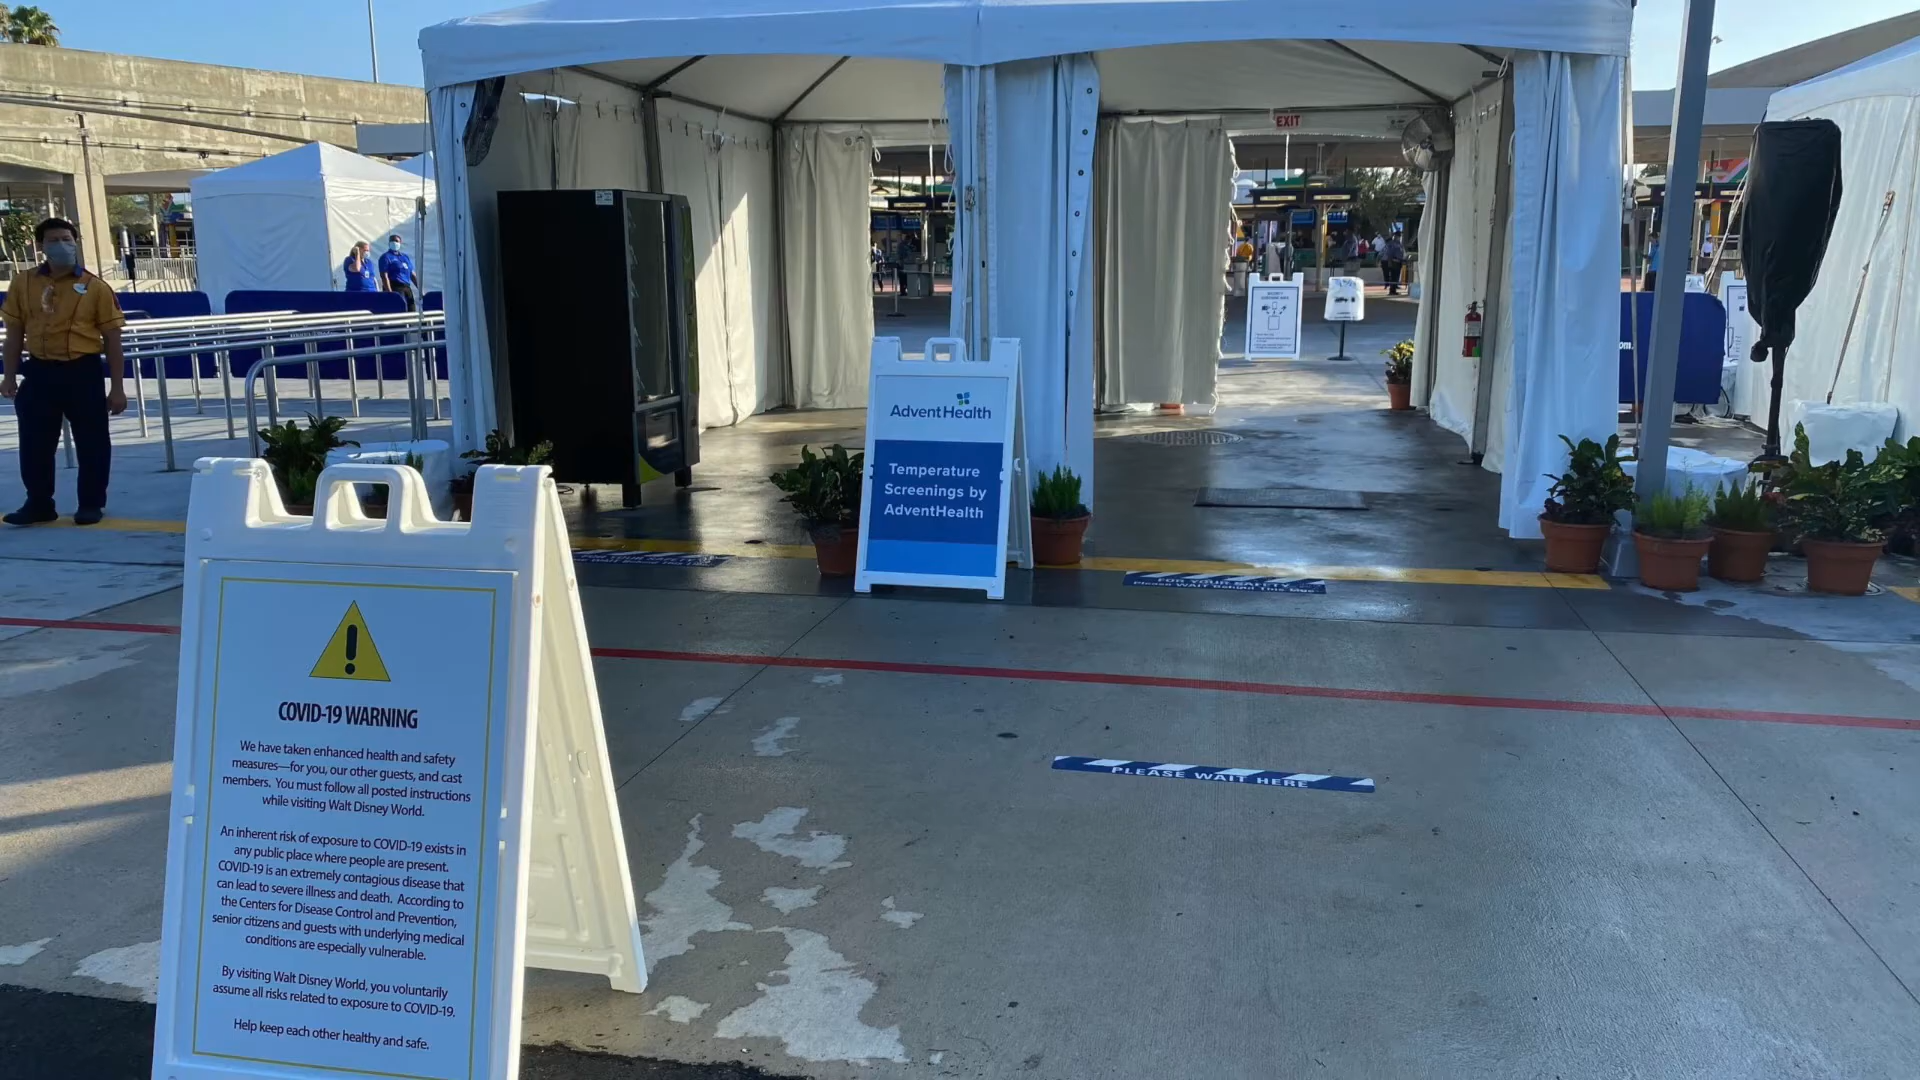 EXIT
AdventHealth
Temperature
Screenings by
AdventHealth
FOR YOUR SAFETY
Please WAIT Behind This Sign
PLEASE WAIT HERE
COVID-19 WARNING
We have taken enhanced health and safety
measures—for you, our other guests, and cast
members. You must follow all posted instructions
while visiting Walt Disney World.
An inherent risk of exposure to COVID-19 exists in
any public place where people are present.
COVID-19 is an extremely contagious disease that
can lead to severe illness and death. According to
the Centers for Disease Control and Prevention,
senior citizens and guests with underlying medical
conditions are especially vulnerable.
By visiting Walt Disney World, you voluntarily
assume all risks related to exposure to COVID-19.
Help keep each other healthy and safe.